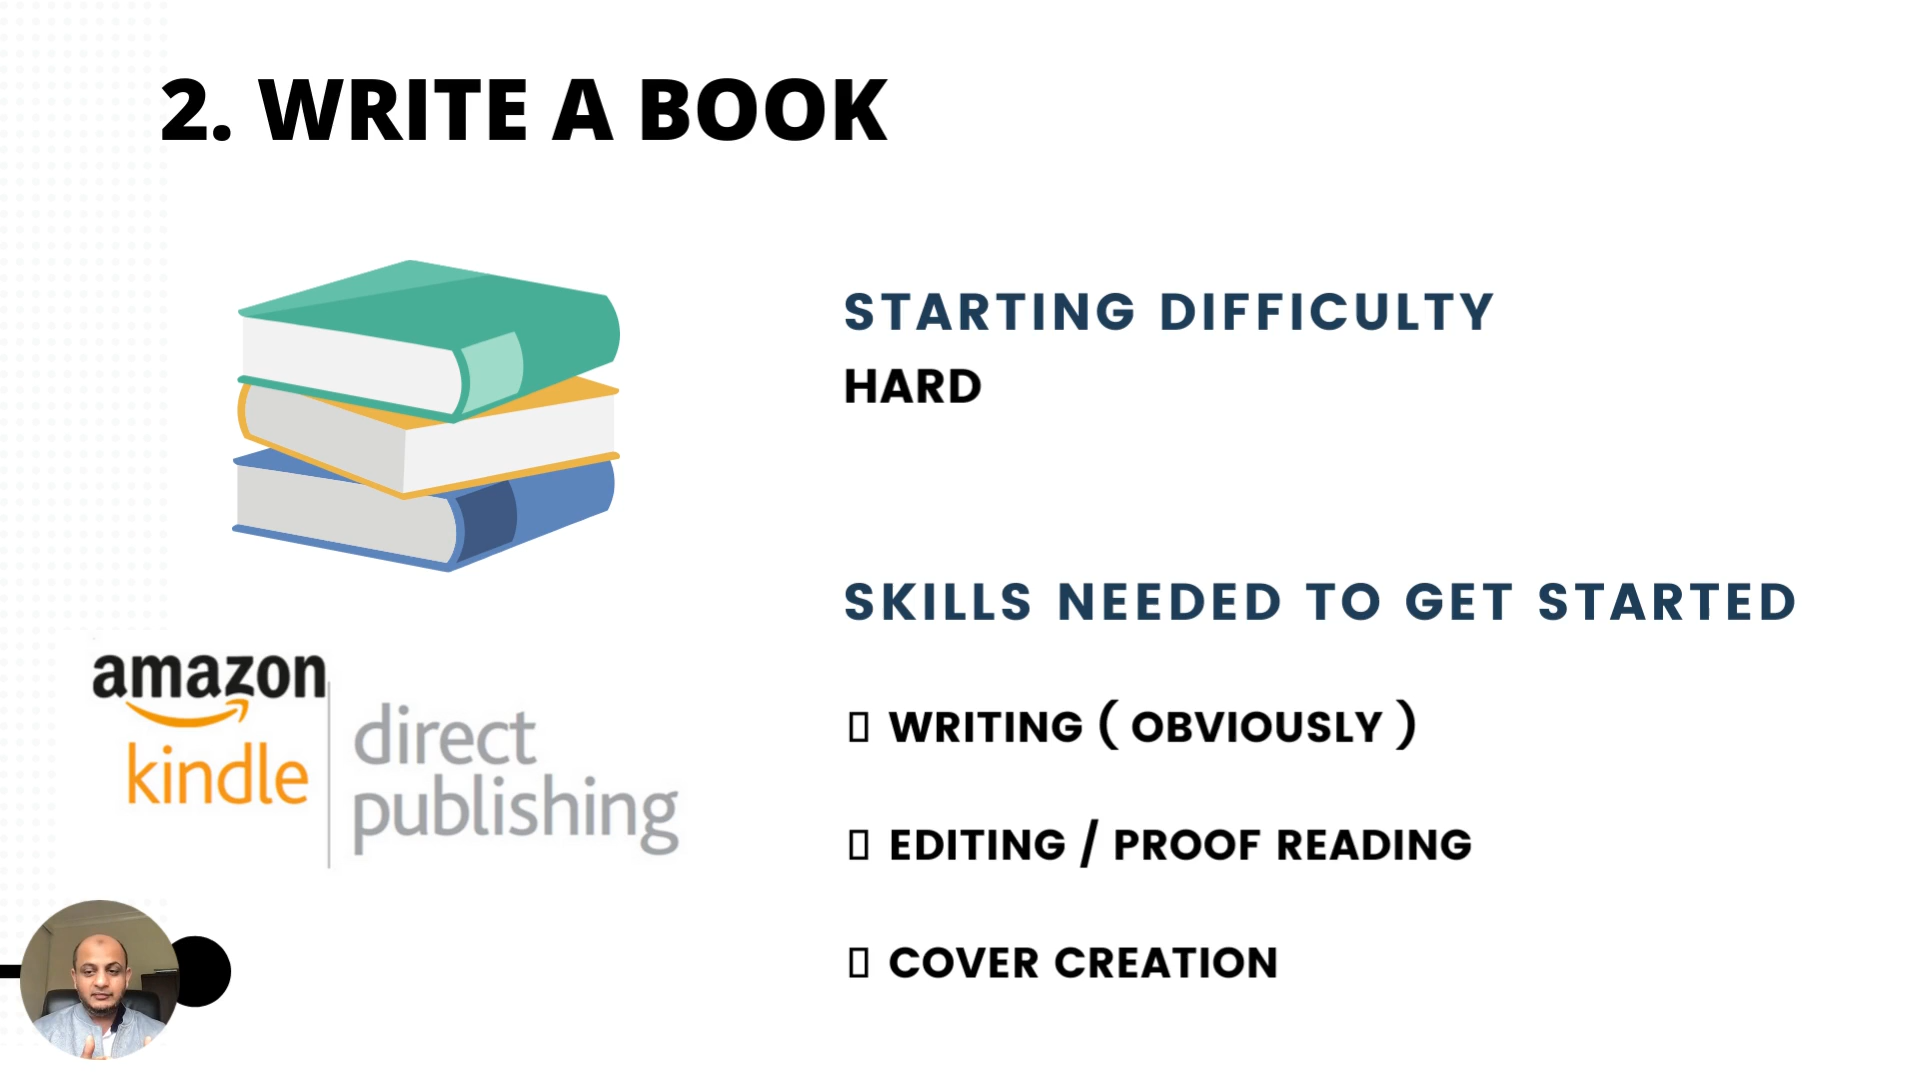 2. WRITE A BOOK
STARTING DIFFICULTY
HARD
SKILLS NEEDED TO GET STARTED
WRITING ( OBVIOUSLY )
EDITING / PROOF READING
COVER CREATION
amazon
kindle
direct
publishing